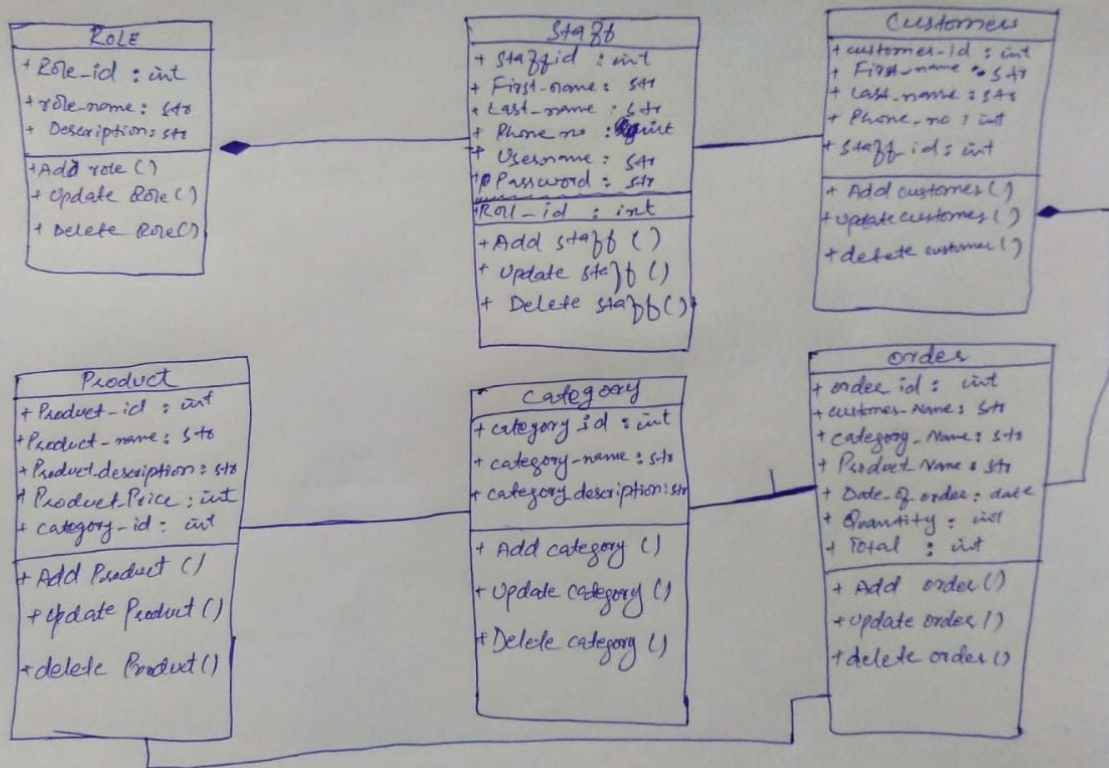 ROLE
+ Role-id : int
+ role-name : str
+ Description : str
+ Add role ()
+ Update Role ()
+ Delete Role ()
Staff
+ Staff id : int
+ First-name : str
+ Last-name : str
+ Phone no : int
+ Username : str
+ Password : str
+ Roll-id : int
+ Add staff ()
+ Update staff ()
+ Delete staff ()
Customer
+ customer-id : int
+ First-name : str
+ Last-name : str
+ Phone-no : int
+ Staff id : int
+ Add customer ()
+ Update customer ()
+ delete customer ()
Product
+ Product-id : int
+ Product-name : str
+ Product-description : str
+ Product-Price : int
+ category-id : int
+ Add Product ()
+ Update Product ()
+ delete Product ()
Category
+ category id : int
+ category-name : str
+ category description : str
+ Add category ()
+ Update category ()
+ Delete category ()
order
+ order id : int
+ customer-Name : str
+ category-Name : str
+ Product Name : str
+ Date-of order : date
+ Quantity : int
+ Total : int
+ Add order ()
+ Update order ()
+ delete order ()